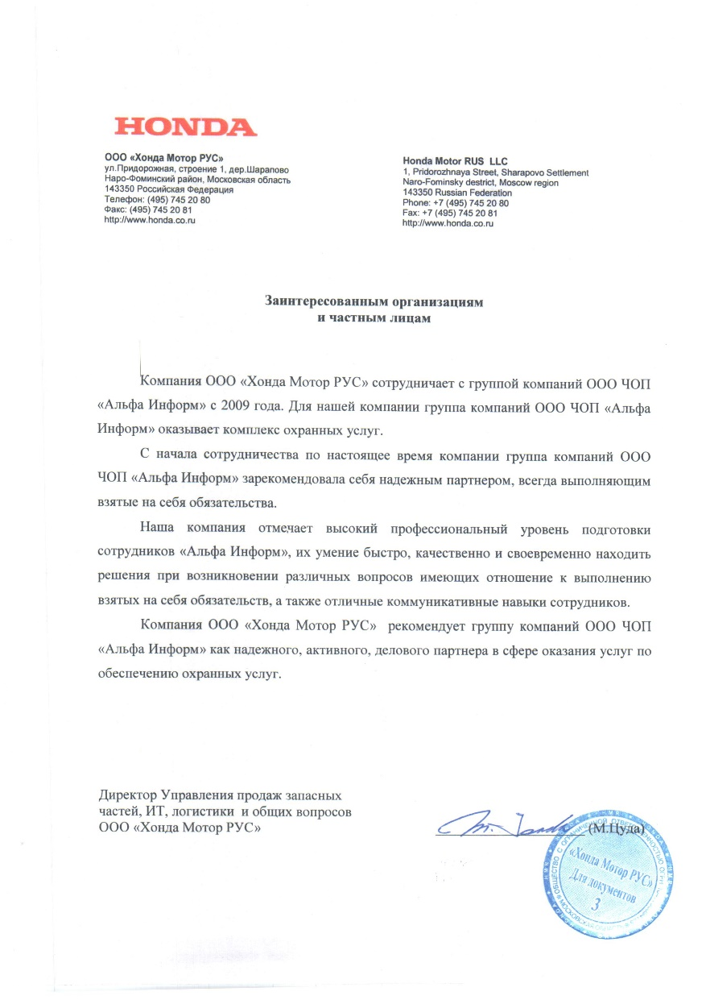 HONDA
ООО «Хонда Мотор РУС»
ул.Придорожная, строение 1, дер.Шарапово
Наро-Фоминский район, Московская область
143350 Российская Федерация
Телефон: (495) 745 20 80
Факс: (495) 745 20 81
http://www.honda.co.ru
Honda Motor RUS LLC
1, Pridorozhnaya Street, Sharapovo Settlement
Naro-Fominsky destrict, Moscow region
143350 Russian Federation
Phone: +7 (495) 745 20 80
Fax: +7 (495) 745 20 81
http://www.honda.co.ru
Заинтересованным организациям
и частным лицам
Компания ООО «Хонда Мотор РУС» сотрудничает с группой компаний ООО ЧОП
«Альфа Информ» с 2009 года. Для нашей компании группа компаний ООО ЧОП «Альфа
Информ» оказывает комплекс охранных услуг.
С начала сотрудничества по настоящее время компании группа компаний ООО
ЧОП «Альфа Информ» зарекомендовала себя надежным партнером, всегда выполняющим
взятые на себя обязательства.
Наша компания отмечает высокий профессиональный уровень подготовки
сотрудников «Альфа Информ», их умение быстро, качественно и своевременно находить
решения при возникновении различных вопросов имеющих отношение к выполнению
взятых на себя обязательств, а также отличные коммуникативные навыки сотрудников.
Компания ООО «Хонда Мотор РУС» рекомендует группу компаний ООО ЧОП
«Альфа Информ» как надежного, активного, делового партнера в сфере оказания услуг по
обеспечению охранных услуг.
Директор Управления продаж запасных
частей, ИТ, логистики и общих вопросов
ООО «Хонда Мотор РУС»
(М.Цуда)
ОБЩЕСТВО С ОГРАНИЧЕННОЙ ОТВЕТСТВЕННОСТЬЮ
«Хонда Мотор РУС»
Для документов
3